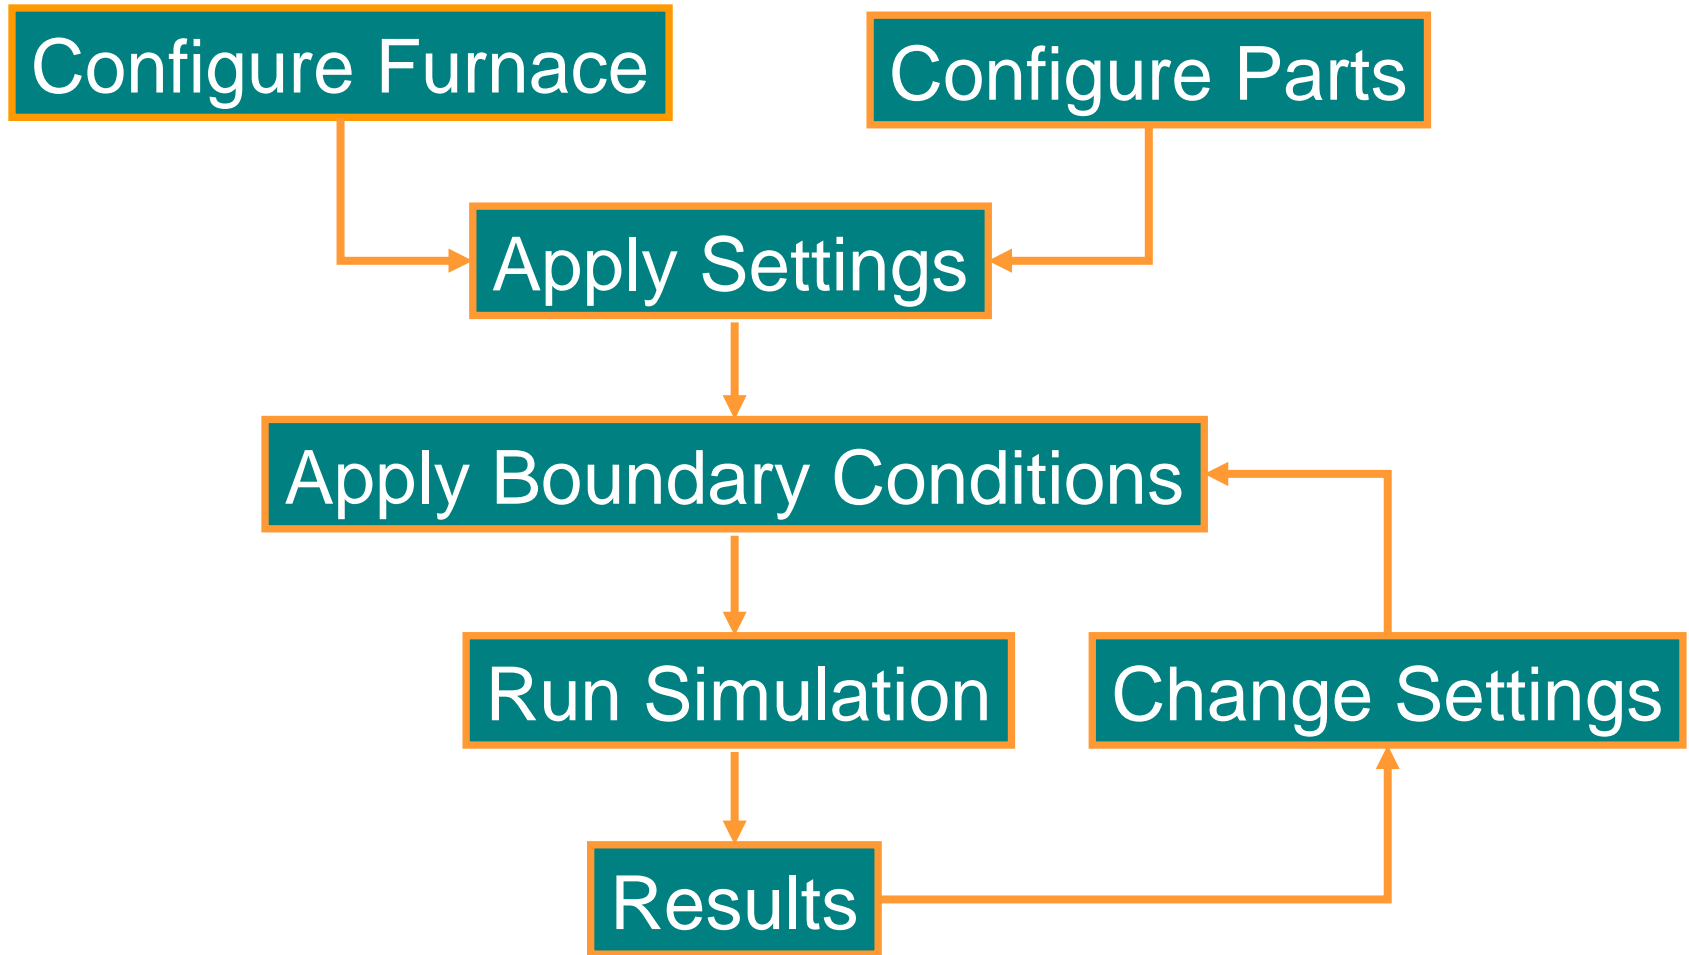 Configure Furnace
Configure Parts
Apply Settings
Apply Boundary Conditions
Run Simulation
Change Settings
Results